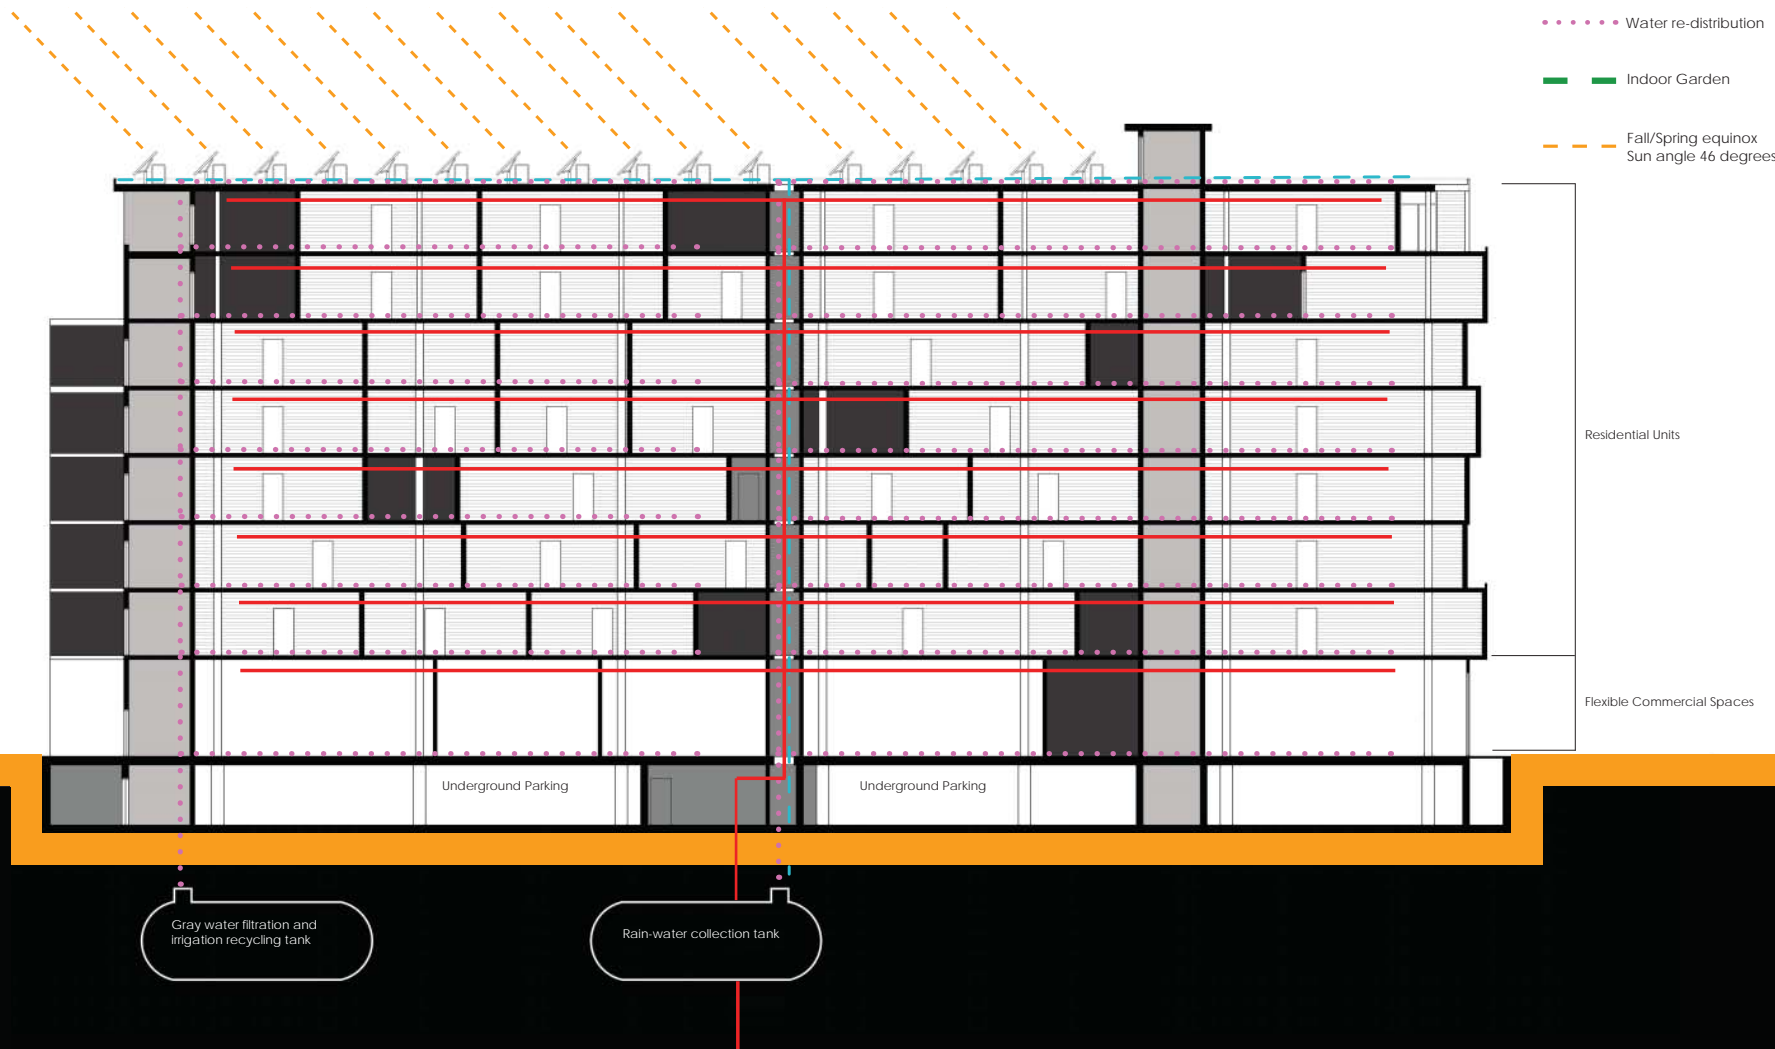 Water re-distribution
Indoor Garden
Fall/Spring equinox
Sun angle 46 degrees
Residential Units
Flexible Commercial Spaces
Underground Parking
Underground Parking
Gray water filtration and
irrigation recycling tank
Rain-water collection tank